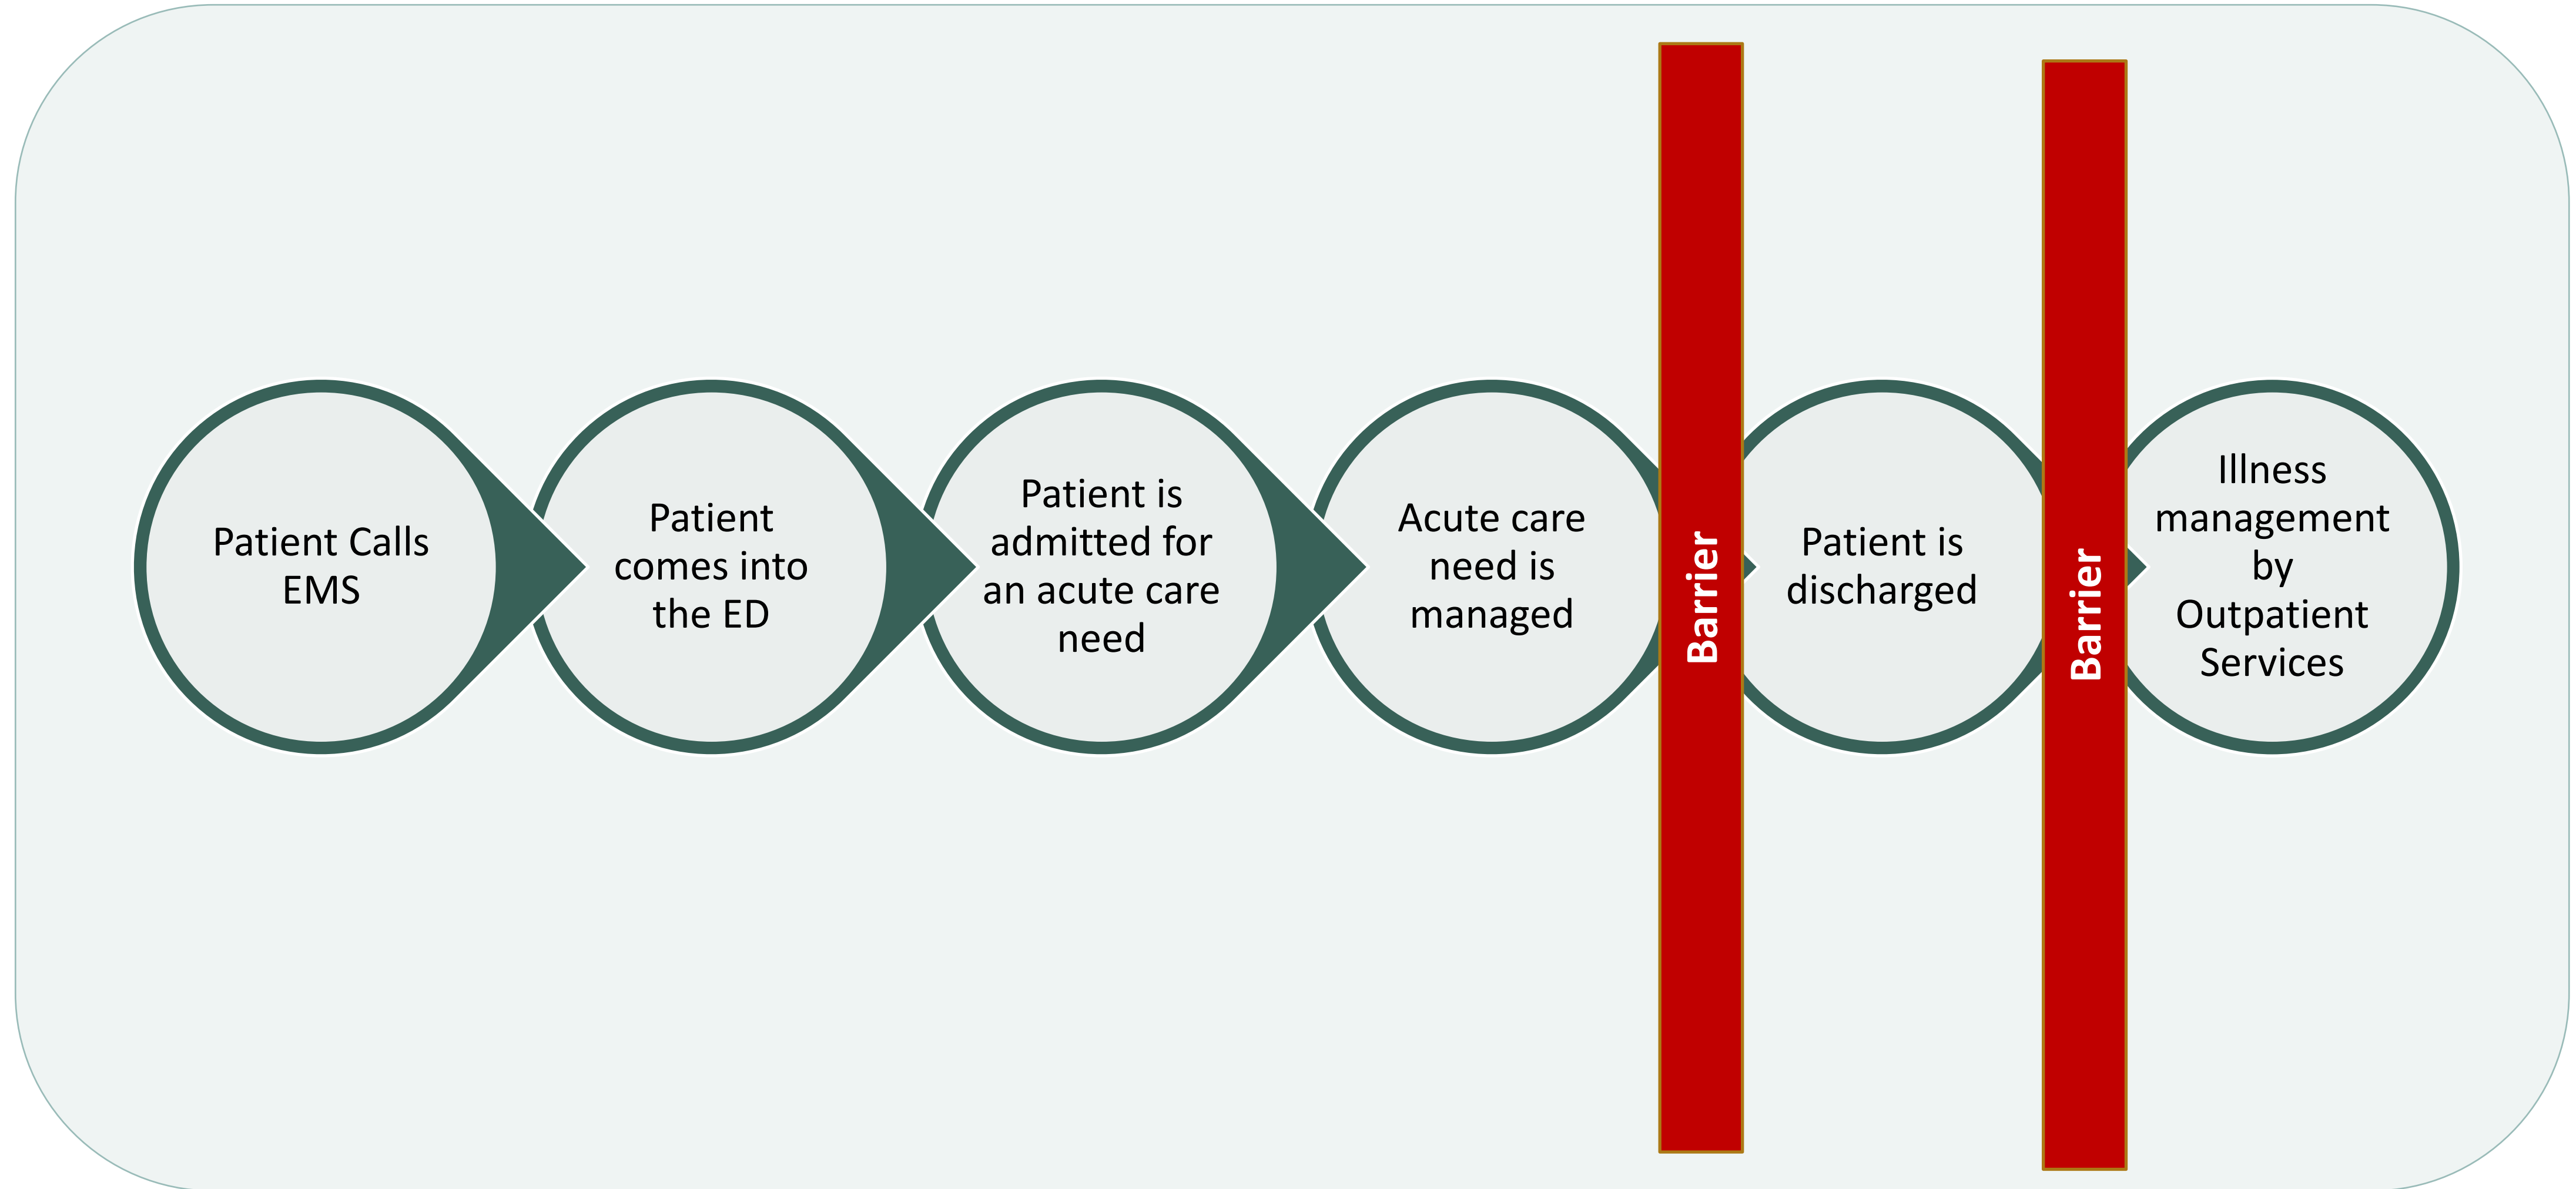 Patient Calls
EMS
Patient
comes into
the ED
Patient is
admitted for
an acute care
need
Acute care
need is
managed
Barrier
Patient is
discharged
Barrier
Illness
management
by
Outpatient
Services